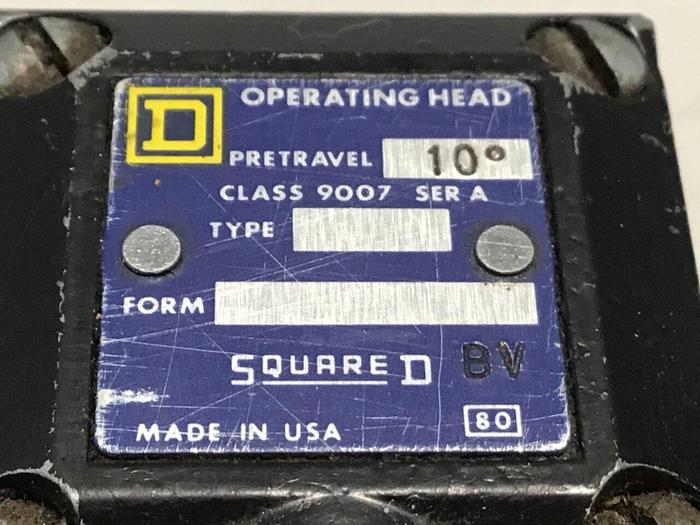 D OPERATING HEAD
PRETRAVEL 10°
CLASS 9007 SER A
TYPE
FORM
SQUARE D BV
MADE IN USA 80